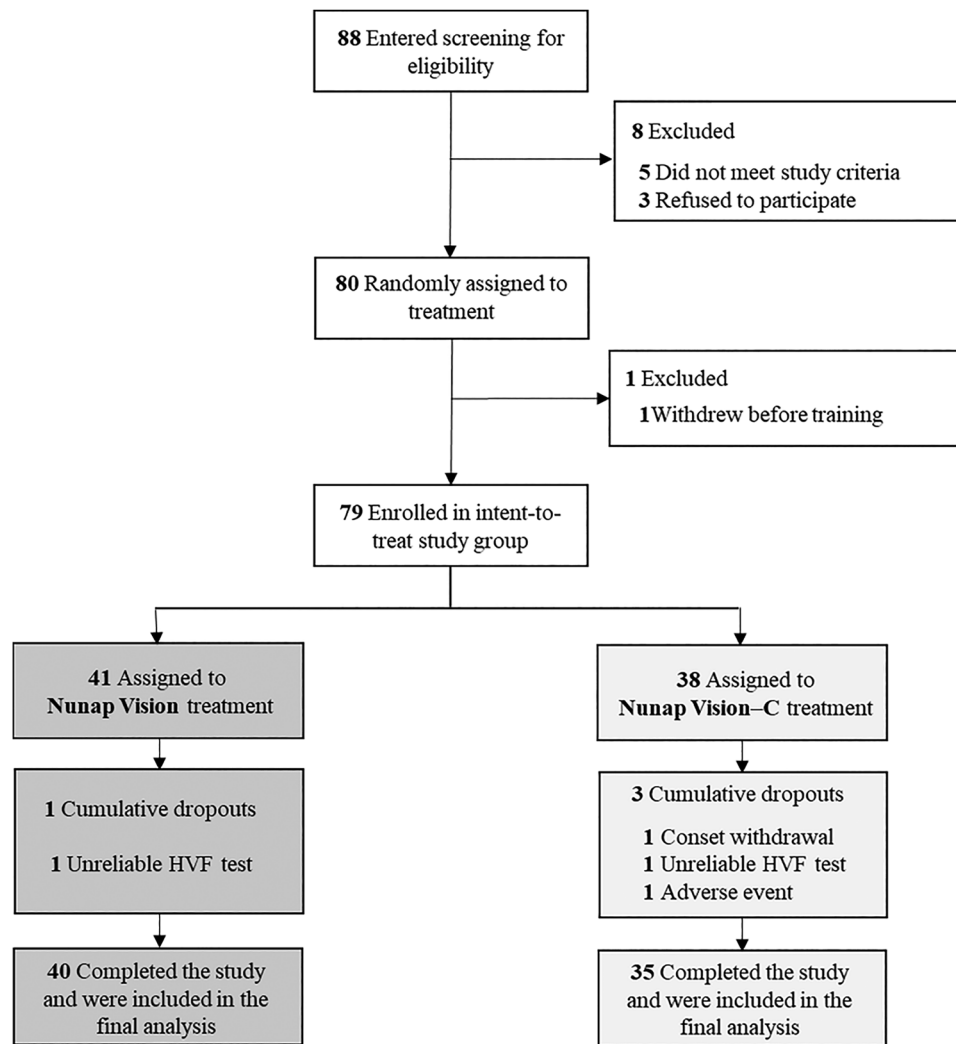 88 Entered screening for
eligibility
8 Excluded
5 Did not meet study criteria
3 Refused to participate
80 Randomly assigned to
treatment
1 Excluded
1Withdrew before training
79 Enrolled in intent-to-
treat study group
41 Assigned to
Nunap Vision treatment
38 Assigned to
Nunap Vision–C treatment
1 Cumulative dropouts
1 Unreliable HVF test
3 Cumulative dropouts
1 Conset withdrawal
1 Unreliable HVF test
1 Adverse event
40 Completed the study
and were included in the
final analysis
35 Completed the study
and were included in the
final analysis